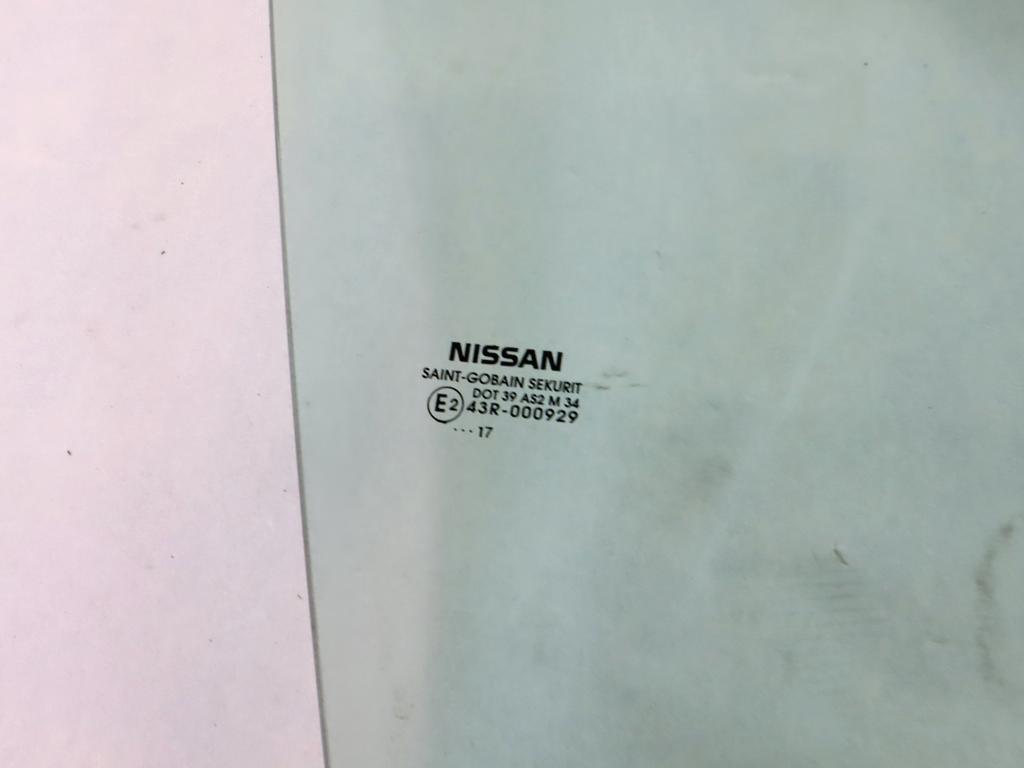 NISSAN
SAINT-GOBAIN SEKURIT
DOT 39 AS2 M 34
E2 43R-000929
...17